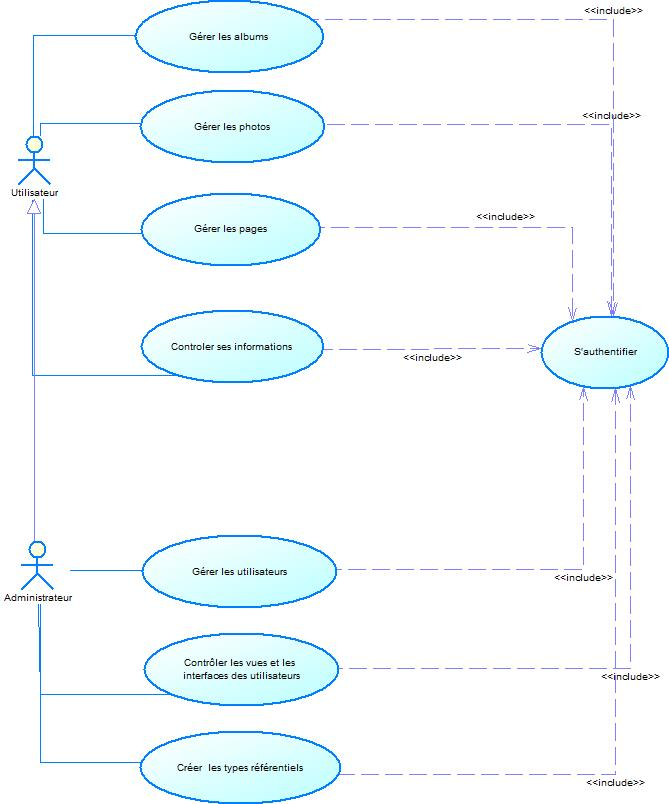 <<include>>
Gérer les albums
<<include>>
Gérer les photos
Utilisateur
<<include>>
Gérer les pages
Controler ses informations
<<include>>
S'authentifier
Gérer les utilisateurs
<<include>>
Administrateur
Contrôler les vues et les
interfaces des utilisateurs
<<include>>
Créer les types référentiels
<<include>>